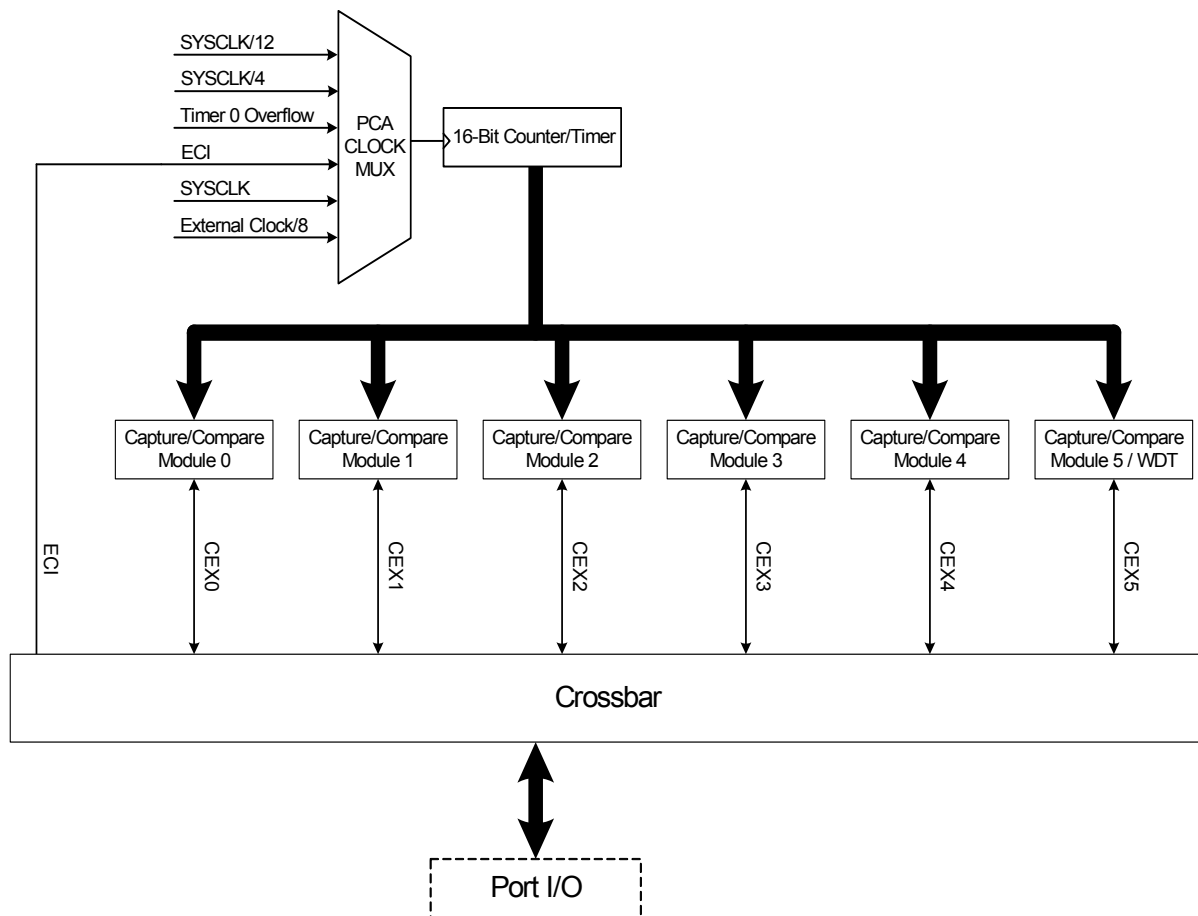 SYSCLK/12
SYSCLK/4
Timer 0 Overflow
ECI
SYSCLK
External Clock/8
PCA
CLOCK
MUX
16-Bit Counter/Timer
Capture/Compare
Module 0
Capture/Compare
Module 1
Capture/Compare
Module 2
Capture/Compare
Module 3
Capture/Compare
Module 4
Capture/Compare
Module 5 / WDT
ECI
CEX0
CEX1
CEX2
CEX3
CEX4
CEX5
Crossbar
Port I/O